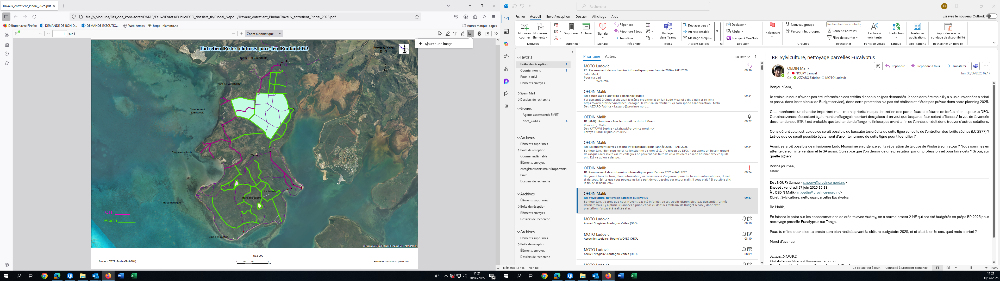 Travaux_entretient_Pindaï_2025.pdf
file://///bouina/Dfs_dde_kone-foret/DATAS/Eaux&Forets/Public/DFO_dossiers_tk/Pindai_Nepoui/Travaux_entretient_Pindaï/Travaux_entretient_Pindaï_2025.pdf
Débuter avec Firefox
DEMANDE DE BON D...
DEMANDE EXECUTIO...
Web-Armes
https--niamoto.nc-
Autres marque-pages
1 sur 1
Zoom automatique
Ajouter une image
Entretien_Pistes_clôtures_pare-feu_Pindaï_2023
(pour 1000 habitants)
Province Nord
D - S
Point de vu "KUHN"
Campement
DEAVAUD
Chapeau chinois
Texte
La laverie
Baie des sapins
Base nautique
Presta
Baie des puffins
1:32 999
Sources : - DITTT - Province Nord (2008)
Réalisation: D/S/ NOM / 1 janvier 2012.
11:21
30/06/2025
12
Rechercher
AF
Fichier
Accueil
Envoi/réception
Dossier
Affichage
Aide
Essayez le nouveau Outlook
Nouveau
courrier
Nouveaux
éléments
Nouveau
Supprimer
Archiver
Supprimer
Signaler
Signaler
Répondre
Répondre à tous
Transférer
Répondre
Partager
dans Teams
Teams
Déplacer vers : ?
Au responsable
Message d'équi...
Actions rapides
Déplacer
Règles
Envoyer à OneNote
Déplacer
Indicateurs
Nouveau groupe
Parcourir les groupes
Groupes
Rechercher des contacts
Carnet d'adresses
Filtre de courrier
Rechercher
Lecture à
voix haute
Fonction vocale
Traduction
Langue
Toutes les
applications
Applications
Répondre avec le
sondage de disponibilité
Rechercher un horaire
Favoris
Boîte de réception 1
Courrier non lu 1
Pour le suivi
Éléments envoyés
Spam Mail
Dossiers de recherche
Groupes
Agents assermentés SMRT
ddee_CODEV 4
Archives
Éléments supprimés
Boîte de réception
Courrier indésirable
Éléments envoyés
enregistrements mails importants
Privé
Dossiers de recherche
Archives
Éléments supprimés
Boîte de réception
Éléments envoyés
Dossiers de recherche
Archives
Éléments supprimés
Boîte de réception
Éléments envoyés
Dossiers de recherche
Prioritaire
Autres
Par Date
MOTO Ludovic
RE: Recensement de vos besoins informatiques pour l'année 2026 – PAEI 2026 09:36
Salut Malik,
Pour ma part :
* Web cam
OEDIN Malik
RE: Soucis avec plateforme commande public 09:34
J'ai demandé à Cindy si elle avait le même problème et en fait Ludo Moa lui a dit d'utiliser ce lien :
https://www.province-nord.nc/user/login Je vous laisse vérifier si ça correspond à la formation. Malik
De : AZZARO Fabrice <f.azzaro@province-nord....
OEDIN Malik
TR: [AMP] : Réunion - Avec le conseil de district Muéo 09:27
Pour info, Malik
De : KATRAWI Sophie <s.katrawi@province-nord.nc>
Envoyé : lundi 30 juin 2025 08:53
OEDIN Malik
RE: Recensement de vos besoins informatiques pour l'année 2026 – PAEI 2026 09:24
Bonjour Sam, Bien reçu merci, ça fonctionne de mon côté. Au niveau du DFO, nous avons un besoin urgent
de casques avec micro car les collègues ne peuvent pas faire de visio efficaces en mon absence avec ce qu'ils
ont. Est-ce qu'on a des po...
OEDIN Malik
TR: Recensement de vos besoins informatiques pour l'année 2026 – PAEI 2026 09:24
Bonjour à tous les trois, Pour information, ça commence à s'organiser pour les besoins informatiques, cf mail
ci-dessous. Est-ce que vous pouvez me faire part de vos besoins par retour mail s'il vous plait ? Si possible d'ici
la fin de semaine car...
OEDIN Malik
RE: Sylviculture, nettoyage parcelles Eucalyptus 09:17
Bonjour Sam, Je crois que nous n'avons pas été informés de ces crédits disponibles (pas demandés l'année
dernière mais il y a plusieurs années a priori et pas vu dans les tableaux de Budget service), donc cette
prestation n'a pas été réalisée et n...
MOTO Ludovic
Accueil Stagiaire Aoutagou Vaitea (DFO) 08:10
MOTO Ludovic
Accueille stagiaire : Roane WONG-CHOU 08:10
MOTO Ludovic
Accueil Stagiaire Aoutagou Vaitea (DFO) 08:09
MOTO Ludovic
RE: Sylviculture, nettoyage parcelles Eucalyptus
OEDIN Malik
À NOURY Samuel
Cc AZZARO Fabrice; MOTO Ludovic
Répondre
Répondre à tous
Transférer
lun. 30/06/2025 09:17
Bonjour Sam,
Je crois que nous n'avons pas été informés de ces crédits disponibles (pas demandés l'année dernière mais il y a plusieurs années a priori
et pas vu dans les tableaux de Budget service), donc cette prestation n'a pas été réalisée et n'était pas prévue dans notre planning 2025.
Cela représente un chantier important mais moins prioritaire que l'entretien des pares-feux et clôtures de forêts sèches pour le DFO.
Certaines zones nécessitent également un élagage important des gaïacs si on veut que les pares-feux soient efficace. A la vue de l'avancée
des chantiers du BTF, il est probable que le chantier de Tango ne finisse pas avant la fin de l'année, on doit donc trouver d'autres solutions.
Considérant cela, est-ce que ce serait possible de basculer les crédits de cette ligne sur celle de l'entretien des forêts sèches (LC 2977) ?
Est-ce que ce serait possible également d'avoir le numéro de cette ligne pour l'identifier ?
Aussi, serait-il possible de missionner Ludo Moassime en urgence sur la réparation de la cuve de Pindaï à son retour ? Nous sommes en
attente de son intervention et le SA aussi. Ou est-ce que l'on demande une prestation par un professionnel pour faire cela ? Si oui, sur
quelle ligne ?
Bonne journée,
Malik
De : NOURY Samuel <s.noury@province-nord.nc>
Envoyé : vendredi 27 juin 2025 15:18
À : OEDIN Malik <m.oedin@province-nord.nc>
Objet : Sylviculture, nettoyage parcelles Eucalyptus
Re Malik,
En faisant le point sur les consommations de crédits avec Audrey, on a normalement 2 MF qui ont été budgétés en prépa BP 2025 pour
nettoyage parcelle Eucalyptus sur Tango.
Peux-tu m'indiquer si cette presta sera bien réalisée avant la clôture budgétaire 2025, et si c'est bien le cas, quel mois a priori ?
Merci d'avance.
Samuel NOURY
Chef du Service Milieux et Ressources Terrestres
Éléments : 2 446 Non lu : 1
Ce dossier est à jour.
Connecté à Microsoft Exchange
100%
11:21
30/06/2025